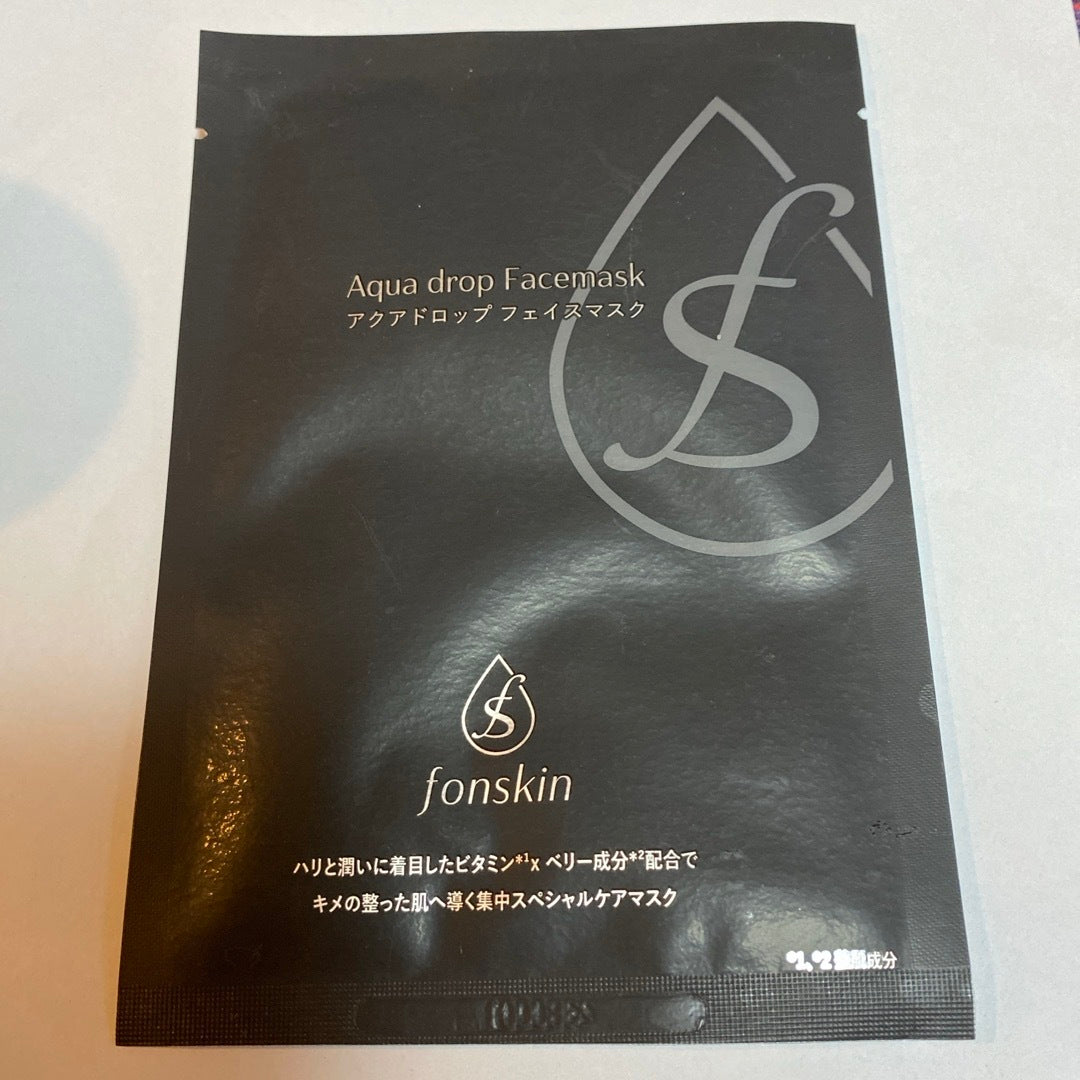 Aqua drop Facemask
アクアドロップ フェイスマスク
fs
fs
fonskin
ハリと潤いに着目したビタミン*1x ベリー成分*2配合で
キメの整った肌へ導く集中スペシャルケアマスク
*1, *2 成分